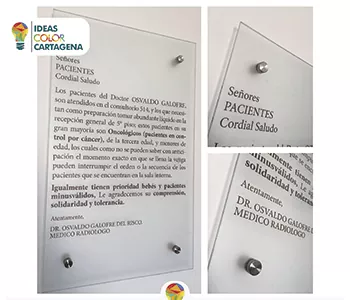 IDEAS
COLOR
CARTAGENA
Señores
PACIENTES
Cordial Saludo
Los pacientes del Doctor OSVALDO GALOFRE,
son atendidos en el consultorio 514, y los que necesi-
tan como preparación tomar abundante líquido en la
recepción general de 5° piso; estos pacientes en su
gran mayoría son Oncológicos (pacientes en con-
trol por cáncer), de la tercera edad, y menores de
edad, los cuales como no se pueden saber con antici-
pación el momento exacto en que se llena la vejiga
pueden interrumpir el orden o la secuencia de los
pacientes que se encuentran en la sala interna.
Igualmente tienen prioridad bebés y pacientes
minusválidos. Le agradecemos su comprensión,
solidaridad y tolerancia.
Atentamente,
DR. OSVALDO GALOFRE DEL RISCO.
MEDICO RADIOLOGO
Señores
PACIENTES
Cordial Saludo
Igualmente tienen
minusválidos. Le
solidaridad y tolerancia
Atentamente,
DR. OSVALDO GALOFRE
MEDICO RADIOLOGO